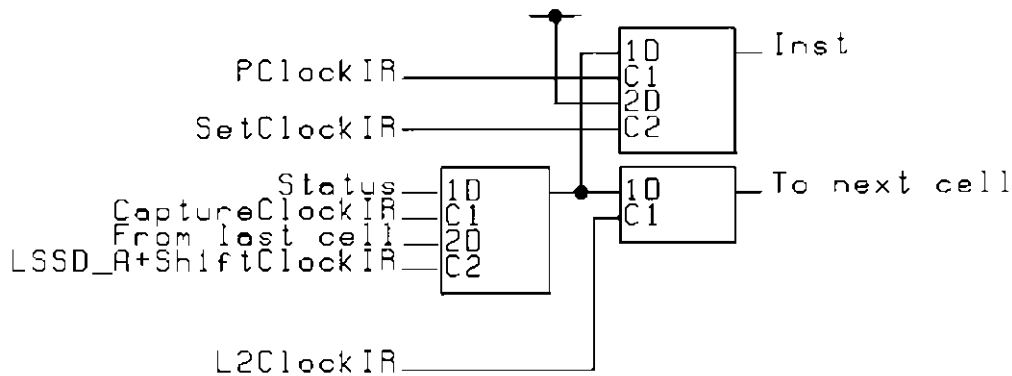 1D
Inst
PClockIR
C1
2D
SetClockIR
C2
Status
1D
1D
To next cell
CaptureClockIR
C1
C1
From last cell
2D
LSSD_A+ShiftClockIR
C2
L2ClockIR